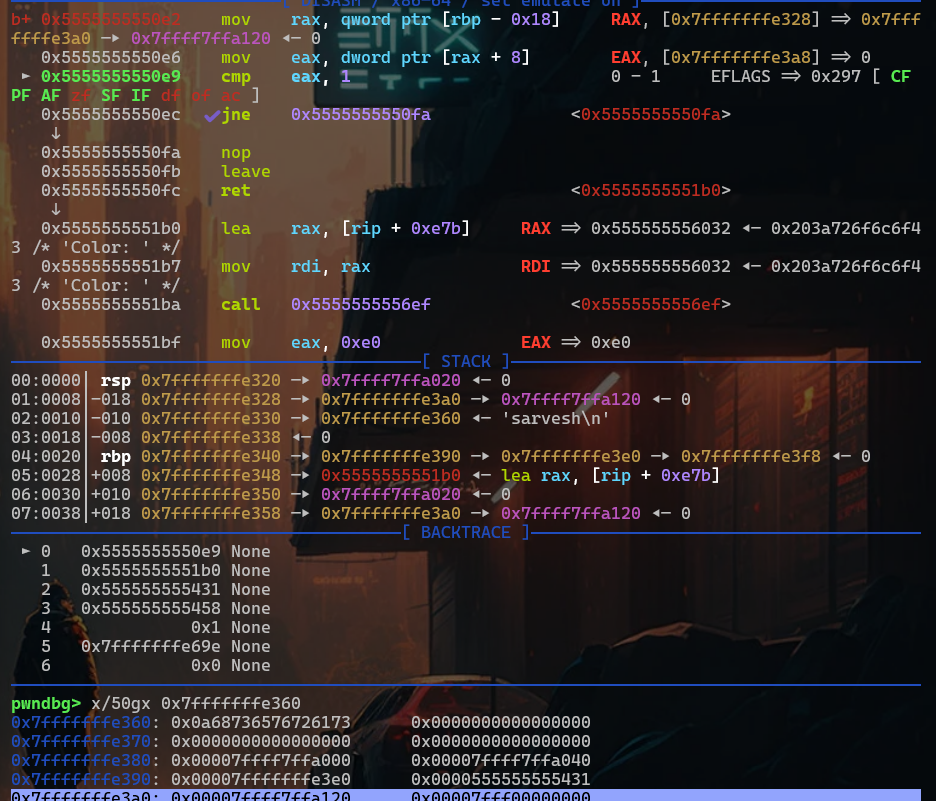 [ DISASM / x86-64 / set emulate on ]
b+ 0x5555555550e2    mov    rax, qword ptr [rbp - 0x18]     RAX, [0x7fffffffe328] => 0x7fff
ffffe3a0 —▸ 0x7ffff7ffa120 ◂— 0
   0x5555555550e6    mov    eax, dword ptr [rax + 8]        EAX, [0x7fffffffe3a8] => 0
 ► 0x5555555550e9    cmp    eax, 1                          0 - 1     EFLAGS => 0x297 [ CF
PF AF zf SF IF df of ac ]
   0x5555555550ec  ✔ jne    0x5555555550fa              <0x5555555550fa>
    ↓
   0x5555555550fa    nop
   0x5555555550fb    leave
   0x5555555550fc    ret                                <0x5555555551b0>
    ↓
   0x5555555551b0    lea    rax, [rip + 0xe7b]     RAX => 0x555555556032 ◂— 0x203a726f6c6f4
3 /* 'Color: ' */
   0x5555555551b7    mov    rdi, rax               RDI => 0x555555556032 ◂— 0x203a726f6c6f4
3 /* 'Color: ' */
   0x5555555551ba    call   0x5555555556ef              <0x5555555556ef>
   0x5555555551bf    mov    eax, 0xe0              EAX => 0xe0
[ STACK ]
00:0000│ rsp 0x7fffffffe320 —▸ 0x7ffff7ffa020 ◂— 0
01:0008│-018 0x7fffffffe328 —▸ 0x7fffffffe3a0 —▸ 0x7ffff7ffa120 ◂— 0
02:0010│-010 0x7fffffffe330 —▸ 0x7fffffffe360 ◂— 'sarvesh\n'
03:0018│-008 0x7fffffffe338 ◂— 0
04:0020│ rbp 0x7fffffffe340 —▸ 0x7fffffffe390 —▸ 0x7fffffffe3e0 —▸ 0x7fffffffe3f8 ◂— 0
05:0028│+008 0x7fffffffe348 —▸ 0x5555555551b0 ◂— lea rax, [rip + 0xe7b]
06:0030│+010 0x7fffffffe350 —▸ 0x7ffff7ffa020 ◂— 0
07:0038│+018 0x7fffffffe358 —▸ 0x7fffffffe3a0 —▸ 0x7ffff7ffa120 ◂— 0
[ BACKTRACE ]
 ► 0   0x5555555550e9 None
   1   0x5555555551b0 None
   2   0x555555555431 None
   3   0x555555555458 None
   4              0x1 None
   5   0x7fffffffe69e None
   6              0x0 None
pwndbg> x/50gx 0x7fffffffe360
0x7fffffffe360: 0x0a68736576726173      0x0000000000000000
0x7fffffffe370: 0x0000000000000000      0x0000000000000000
0x7fffffffe380: 0x00007ffff7ffa000      0x00007ffff7ffa040
0x7fffffffe390: 0x00007fffffffe3e0      0x0000555555555431
0x7fffffffe3a0: 0x00007ffff7ffa120      0x00007fff00000000